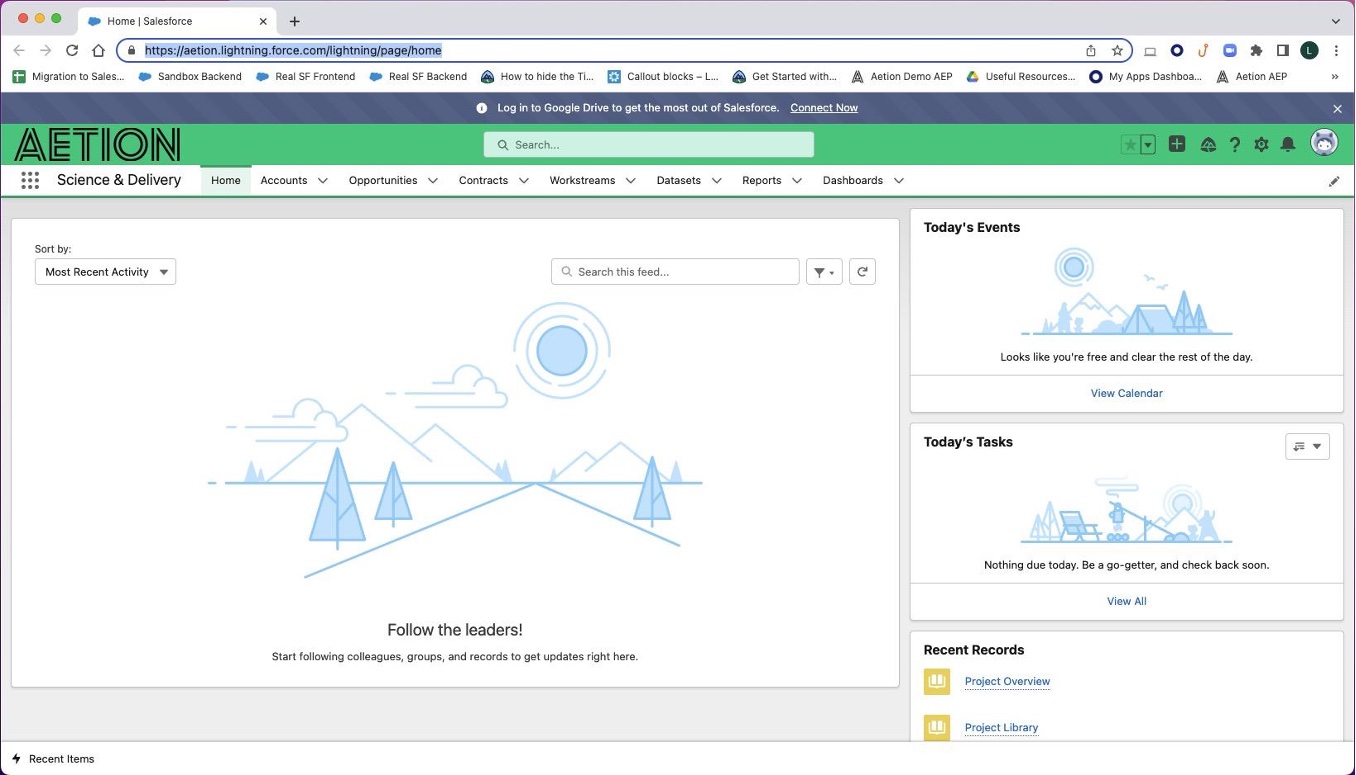 Home | Salesforce
https://aetion.lightning.force.com/lightning/page/home
L
Migration to Sales... Sandbox Backend Real SF Frontend Real SF Backend How to hide the Ti... Callout blocks – L... Get Started with... Aetion Demo AEP Useful Resources... My Apps Dashboa... Aetion AEP »
Log in to Google Drive to get the most out of Salesforce. Connect Now
AETION
Search...
Science & Delivery Home Accounts Opportunities Contracts Workstreams Datasets Reports Dashboards
Sort by:
Most Recent Activity
Search this feed...
Follow the leaders!
Start following colleagues, groups, and records to get updates right here.
Today's Events
Looks like you're free and clear the rest of the day.
View Calendar
Today's Tasks
Nothing due today. Be a go-getter, and check back soon.
View All
Recent Records
Project Overview
Project Library
Recent Items